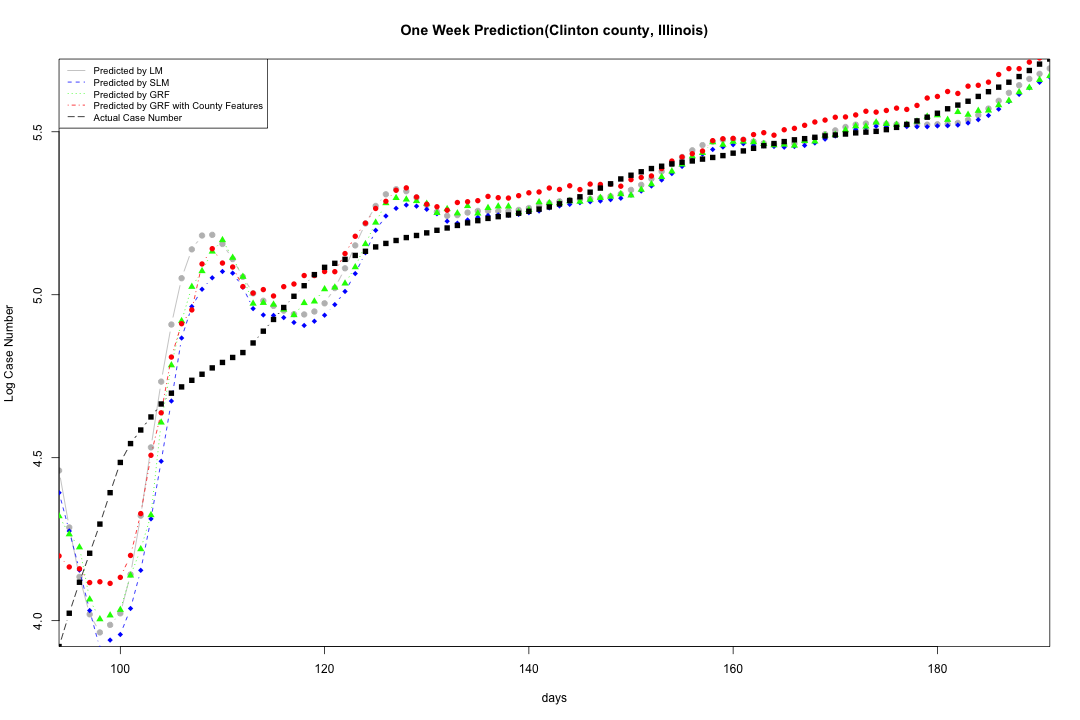 One Week Prediction(Clinton county, Illinois)
Predicted by LM
Predicted by SLM
Predicted by GRF
Predicted by GRF with County Features
Actual Case Number
5.5
5.0
4.5
4.0
Log Case Number
100 120 140 160 180
days